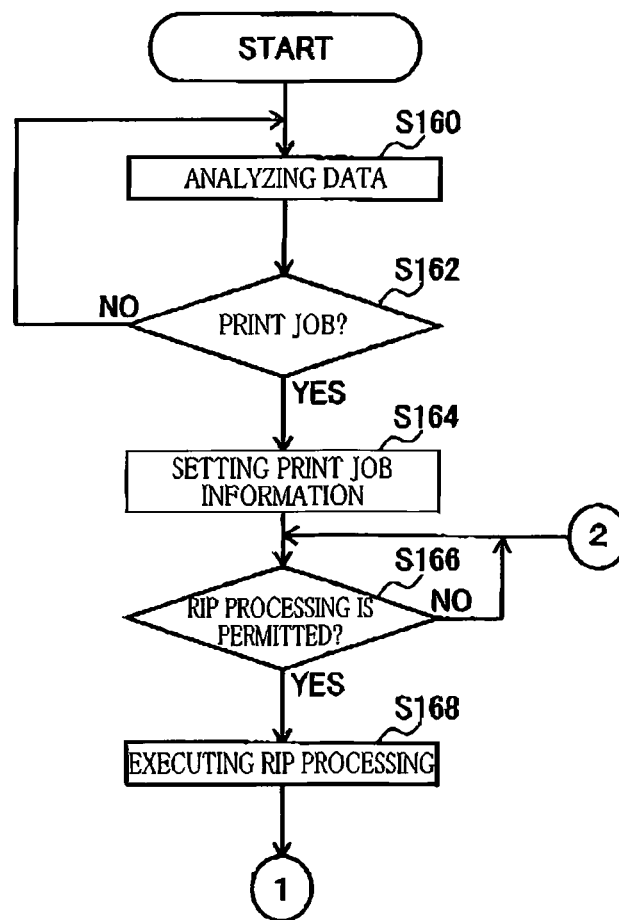 START
S160
ANALYZING DATA
S162
NO
PRINT JOB?
YES
S164
SETTING PRINT JOB
INFORMATION
2
S166
RIP PROCESSING IS
PERMITTED?
NO
YES
S168
EXECUTING RIP PROCESSING
1